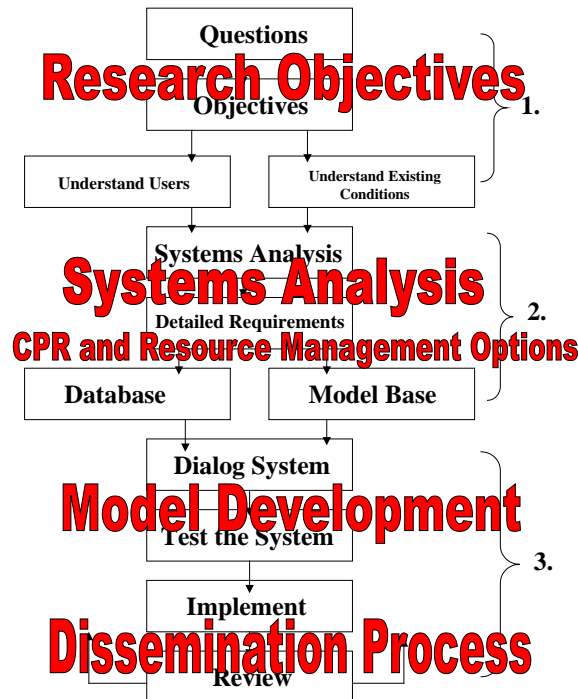 Questions
Research Objectives
Objectives
1.
Understand Users
Understand Existing
Conditions
Systems Analysis
Systems Analysis
Detailed Requirements
2.
CPR and Resource Management Options
Database
Model Base
Dialog System
Model Development
Test the System
3.
Implement
Dissemination Process
Review